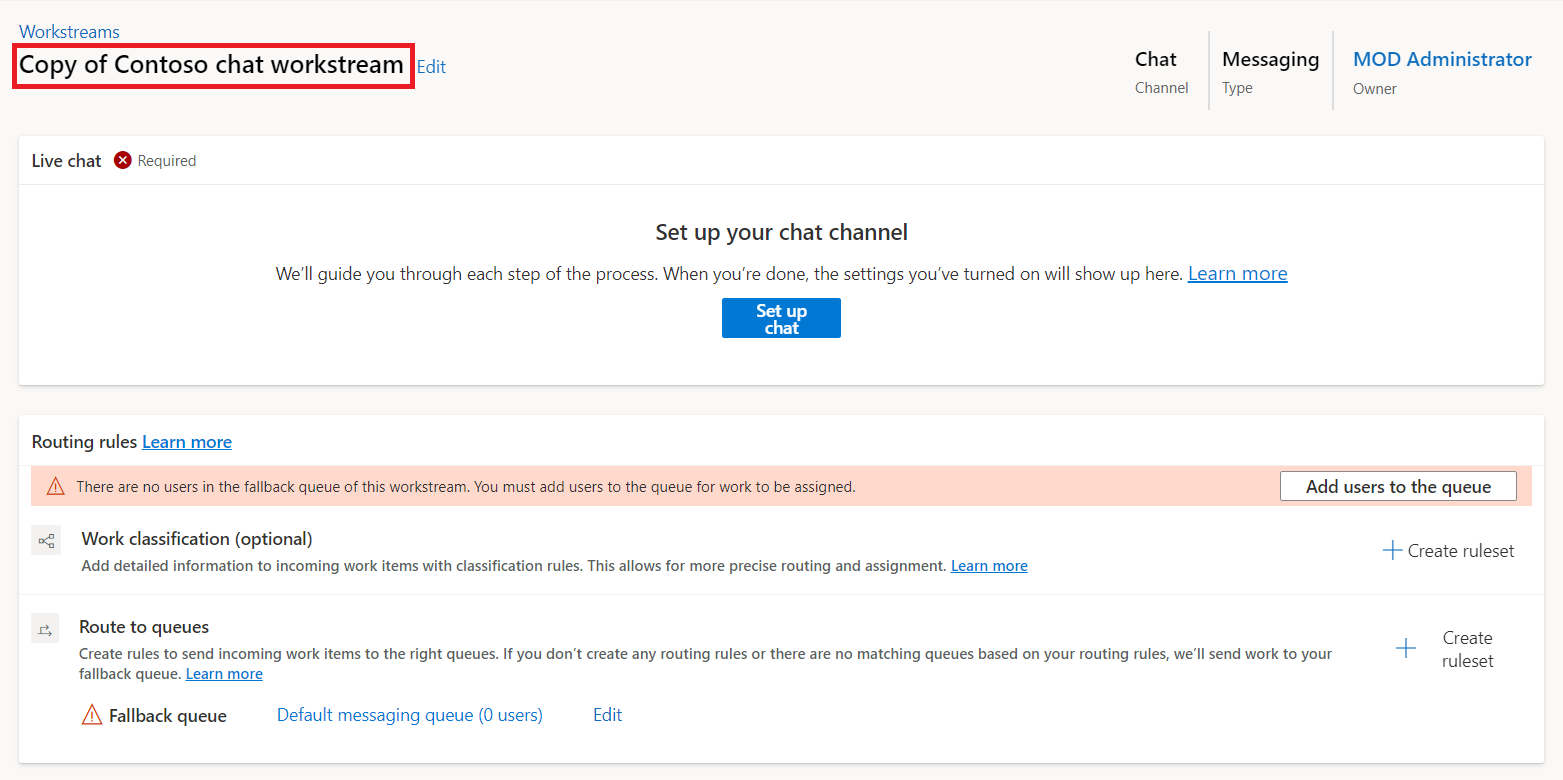 Workstreams
Copy of Contoso chat workstream Edit
Chat
Channel
Messaging
Type
MOD Administrator
Owner
Live chat Required
Set up your chat channel
We’ll guide you through each step of the process. When you’re done, the settings you’ve turned on will show up here. Learn more
Set up
chat
Routing rules Learn more
There are no users in the fallback queue of this workstream. You must add users to the queue for work to be assigned.
Add users to the queue
Work classification (optional)
Add detailed information to incoming work items with classification rules. This allows for more precise routing and assignment. Learn more
Create ruleset
Route to queues
Create rules to send incoming work items to the right queues. If you don’t create any routing rules or there are no matching queues based on your routing rules, we’ll send work to your
fallback queue. Learn more
Create
ruleset
Fallback queue Default messaging queue (0 users) Edit